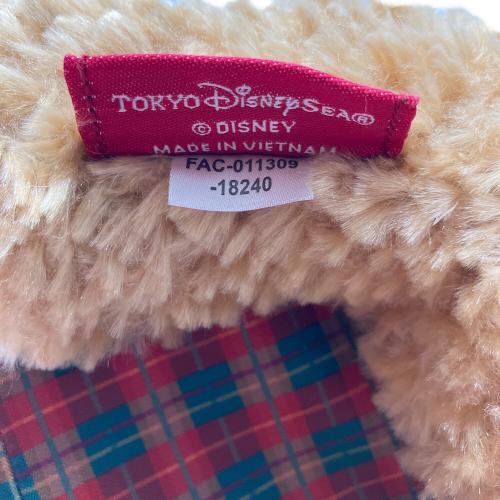 TOKYO DisneySea®
© DISNEY
MADE IN VIETNAM
FAC-011309
-18240